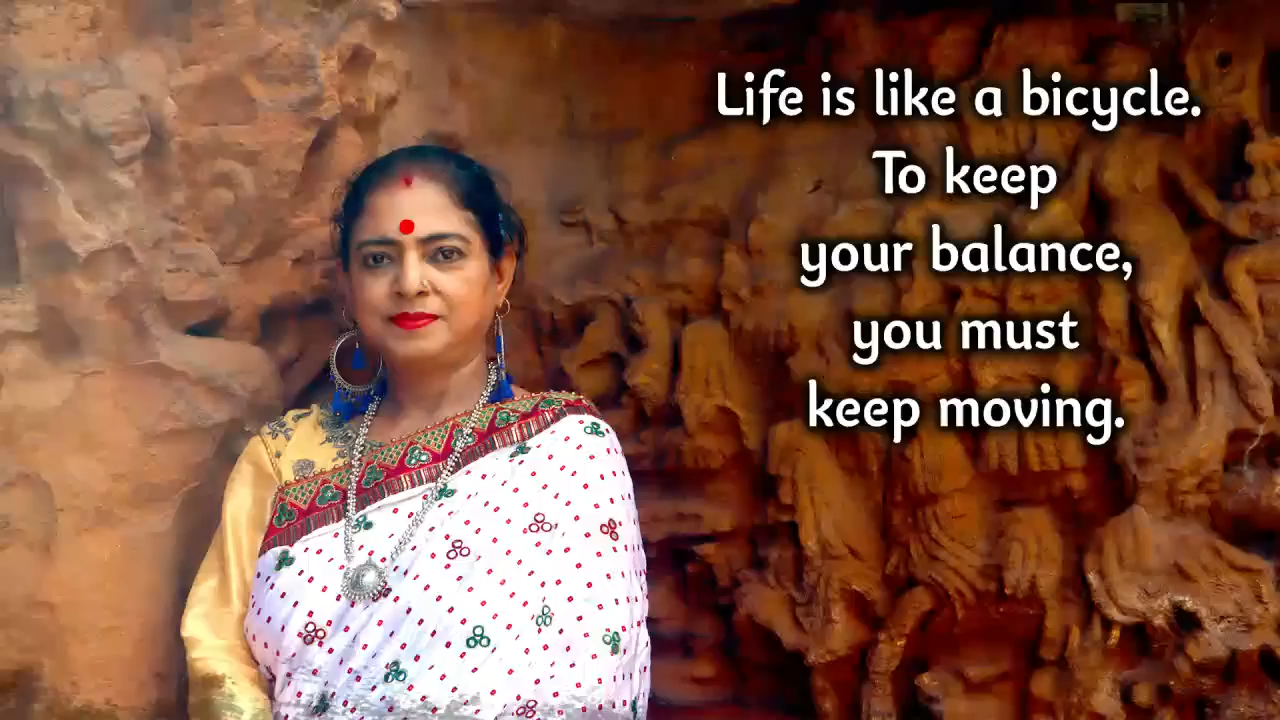 Life is like a bicycle.
To keep
your balance,
you must
keep moving.